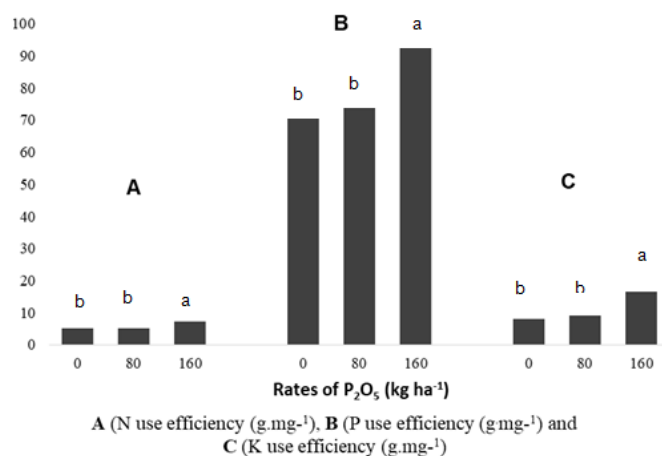 100
90
80
70
60
50
40
30
20
10
0
A
b b a
B
b b a
C
b b a
0 80 160 0 80 160 0 80 160
Rates of P₂O₅ (kg ha⁻¹)
A (N use efficiency (g.mg-¹), B (P use efficiency (g.mg-¹) and
C (K use efficiency (g.mg-¹)